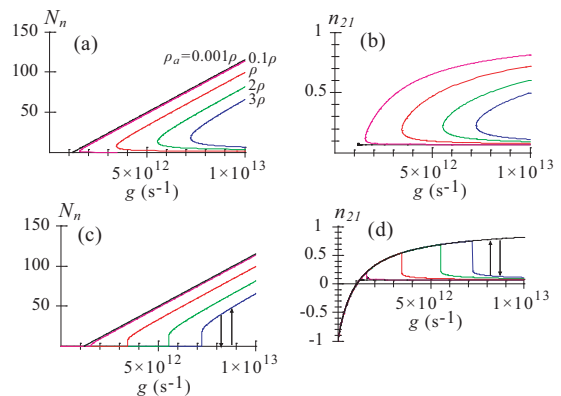 N_n
150
100
50
(a)
ρ_a=0.001ρ
0.1ρ
ρ
2ρ
3ρ
5×10^12
1×10^13
g (s^-1)
n_21
1
0.5
(b)
5×10^12
1×10^13
g (s^-1)
N_n
150
100
50
(c)
5×10^12
1×10^13
g (s^-1)
n_21
1
0.5
0
-0.5
-1
(d)
5×10^12
1×10^13
g (s^-1)